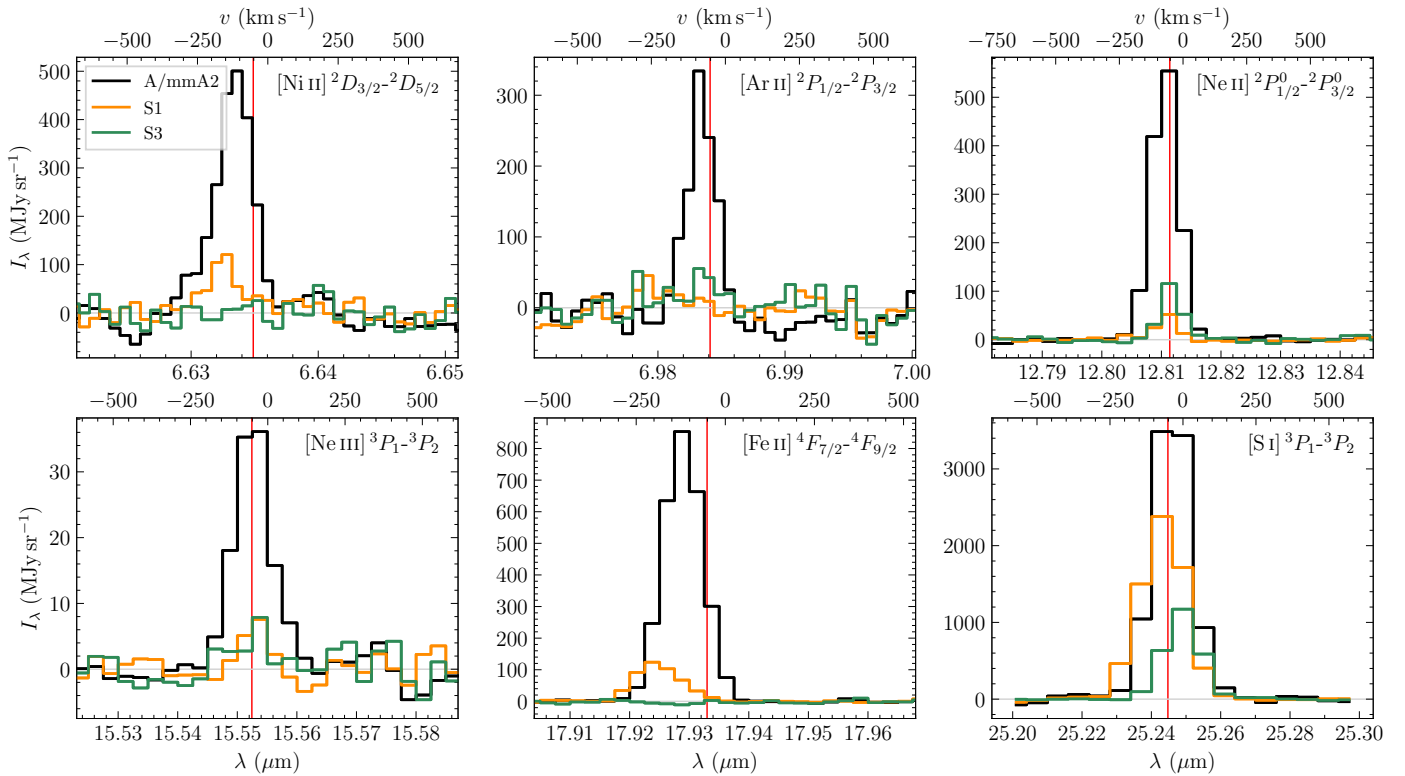 v (km s⁻¹) v (km s⁻¹) v (km s⁻¹)
−500 −250 0 250 500 −500 −250 0 250 500 −750 −500 −250 0 250 500
A/mmA2
S1
S3
[Ni II] ²D₃/₂-²D₅/₂
[Ar II] ²P₁/₂-²P₃/₂
[Ne II] ²P⁰₁/₂-²P⁰₃/₂
I_λ (MJy sr⁻¹)
500
400
300
200
100
0
300
200
100
0
500
400
300
200
100
0
6.63 6.64 6.65 6.98 6.99 7.00 12.79 12.80 12.81 12.82 12.83 12.84
−500 −250 0 250 500 −500 −250 0 250 500 −500 −250 0 250 500
[Ne III] ³P₁-³P₂
[Fe II] ⁴F₇/₂-⁴F₉/₂
[S I] ³P₁-³P₂
I_λ (MJy sr⁻¹)
30
20
10
0
800
700
600
500
400
300
200
100
0
3000
2000
1000
0
15.53 15.54 15.55 15.56 15.57 15.58 17.91 17.92 17.93 17.94 17.95 17.96 25.20 25.22 25.24 25.26 25.28 25.30
λ (μm) λ (μm) λ (μm)